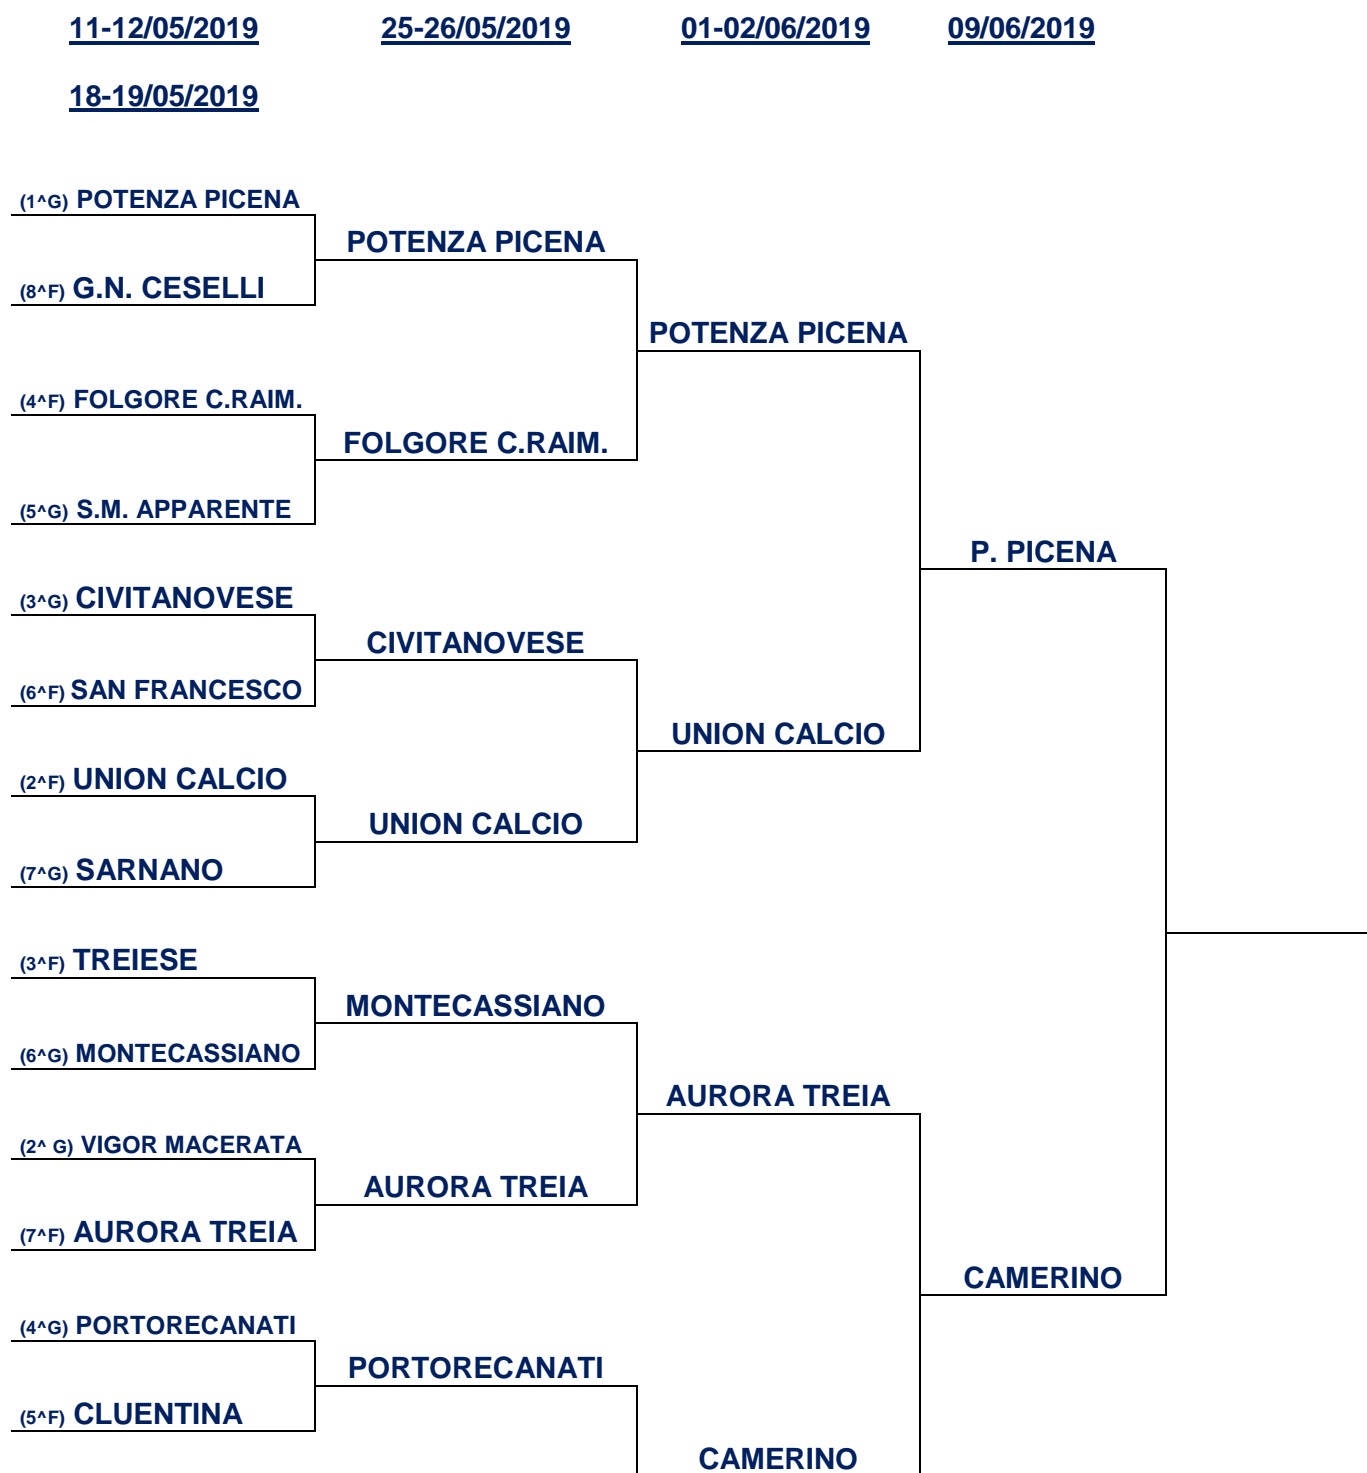 11-12/05/2019 25-26/05/2019 01-02/06/2019 09/06/2019
18-19/05/2019
(1^G) POTENZA PICENA
POTENZA PICENA
(8^F) G.N. CESELLI
POTENZA PICENA
(4^F) FOLGORE C.RAIM.
FOLGORE C.RAIM.
(5^G) S.M. APPARENTE
P. PICENA
(3^G) CIVITANOVESE
CIVITANOVESE
(6^F) SAN FRANCESCO
UNION CALCIO
(2^F) UNION CALCIO
UNION CALCIO
(7^G) SARNANO
(3^F) TREIESE
MONTECASSIANO
(6^G) MONTECASSIANO
AURORA TREIA
(2^ G) VIGOR MACERATA
AURORA TREIA
(7^F) AURORA TREIA
CAMERINO
(4^G) PORTORECANATI
PORTORECANATI
(5^F) CLUENTINA
CAMERINO